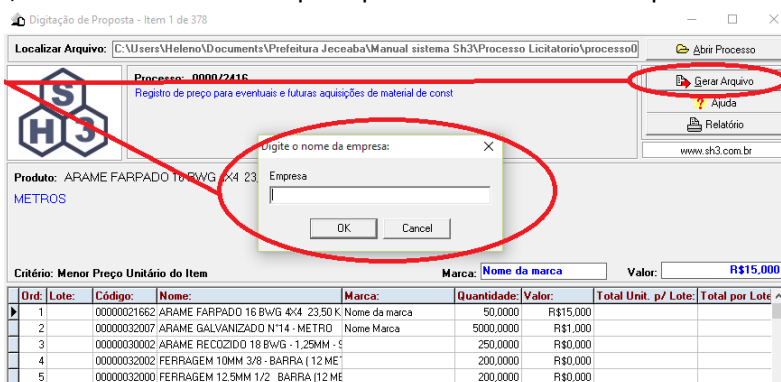 Digitação de Proposta - Item 1 de 378
Localizar Arquivo: C:\Users\Heleno\Documents\Prefeitura Jeceaba\Manual sistema Sh3\Processo Licitatorio\processo0
Abrir Processo
SH3
Processo: 0000/2416
Registro de preço para eventuais e futuras aquisições de material de const
Gerar Arquivo
Ajuda
Relatório
www.sh3.com.br
Digite o nome da empresa:
Empresa
OK Cancel
Produto: ARAME FARPADO 16 BWG 4X4 23,
METROS
Critério: Menor Preço Unitário do Item
Marca: Nome da marca
Valor: R$15,000
Ord: Lote: Código: Nome: Marca: Quantidade: Valor: Total Unit. p/ Lote: Total por Lote
1 00000021662 ARAME FARPADO 16 BWG 4X4 23,50 K Nome da marca 50,0000 R$15,000
2 00000032007 ARAME GALVANIZADO N°14 - METRO Nome Marca 5000,0000 R$1,000
3 00000030002 ARAME RECOZIDO 18 BWG - 1,25MM - S 250,0000 R$0,000
4 00000032002 FERRAGEM 10MM 3/8 - BARRA ( 12 MET 200,0000 R$0,000
5 00000032000 FERRAGEM 12.5MM 1/2 BARRA (12 ME 200,0000 R$0,000